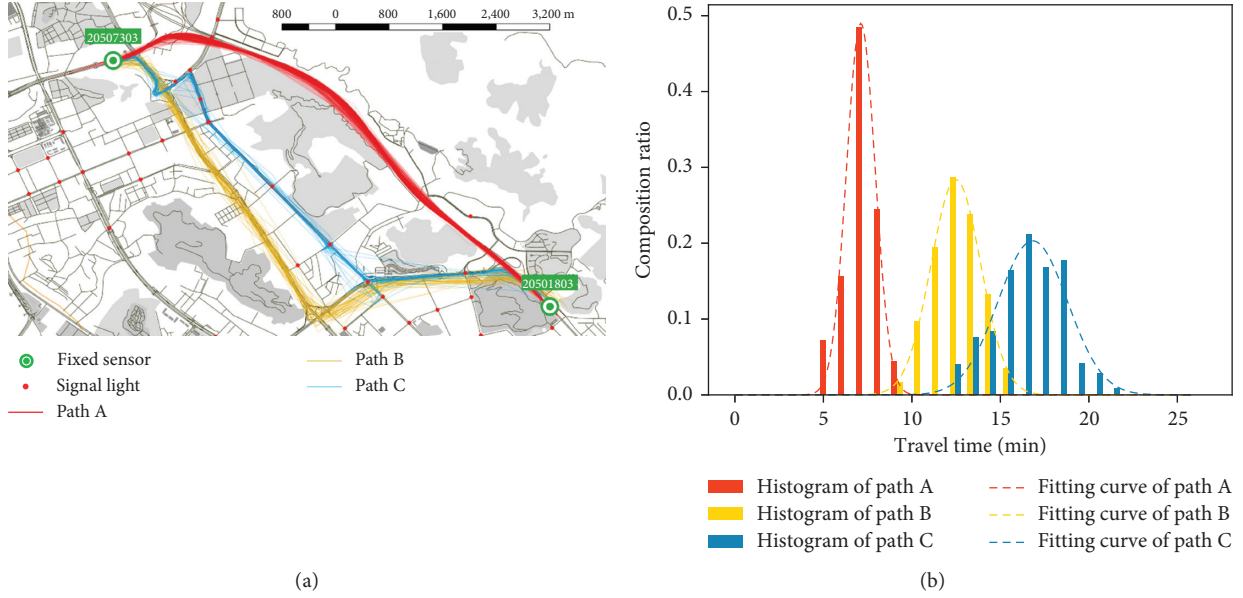 800 0 800 1,600 2,400 3,200 m
20507303
20501803
Fixed sensor
Signal light
Path A
Path B
Path C
(a)
0.5
0.4
0.3
0.2
0.1
0.0
Composition ratio
0 5 10 15 20 25
Travel time (min)
Histogram of path A
Histogram of path B
Histogram of path C
Fitting curve of path A
Fitting curve of path B
Fitting curve of path C
(b)